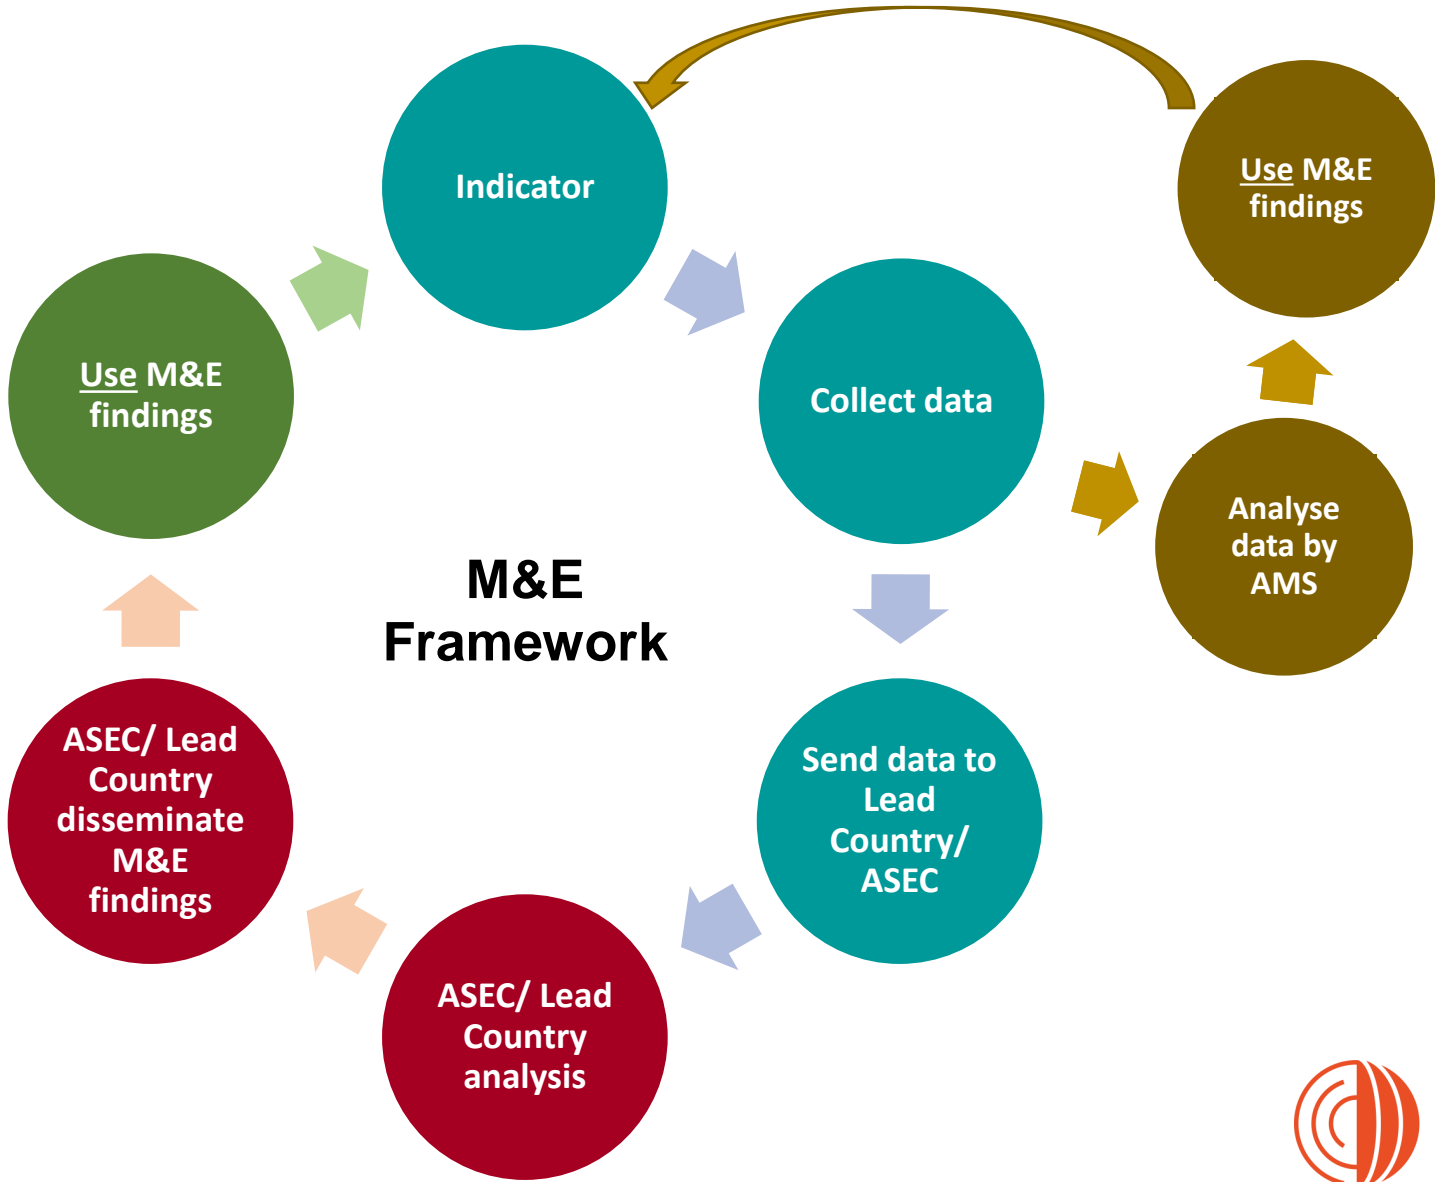 Indicator
Use M&E
findings
Collect data
Use M&E
findings
Analyse
data by
AMS
M&E
Framework
Send data to
Lead
Country/
ASEC
ASEC/ Lead
Country
analysis
ASEC/ Lead
Country
disseminate
M&E
findings